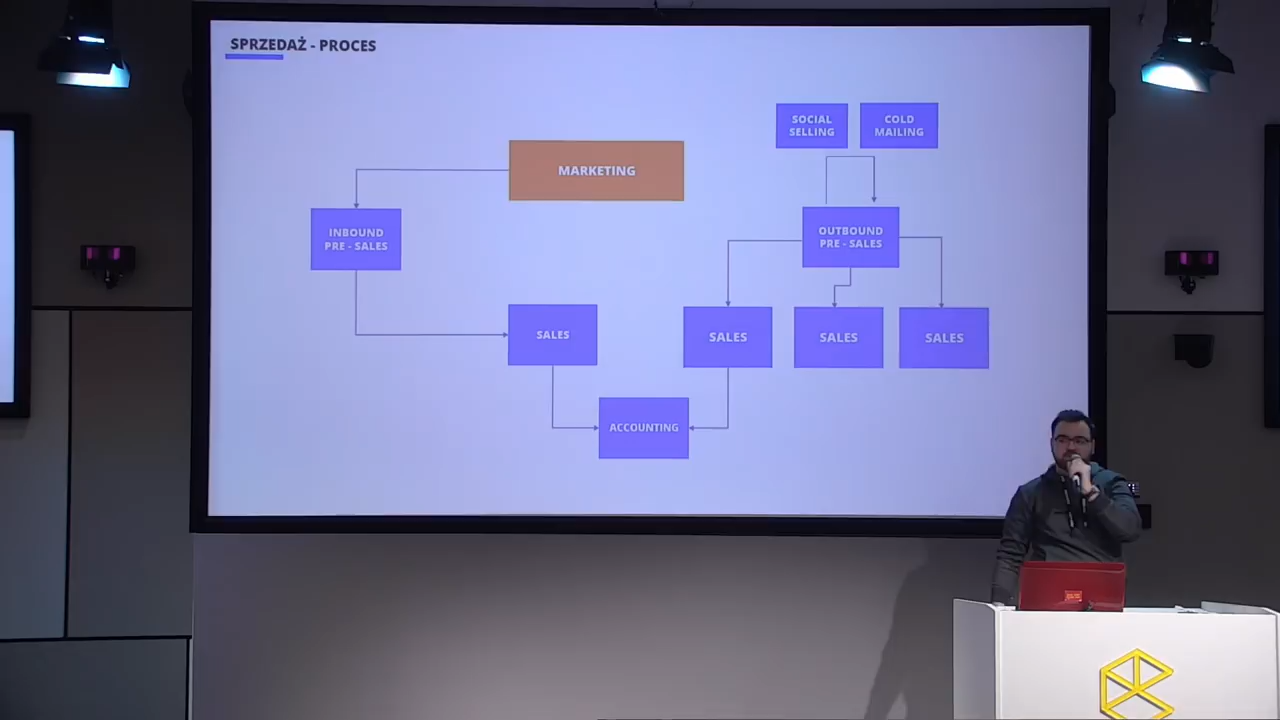 SPRZEDAŻ - PROCES
SOCIAL
SELLING
COLD
MAILING
MARKETING
INBOUND
PRE - SALES
OUTBOUND
PRE - SALES
SALES
SALES
SALES
SALES
ACCOUNTING